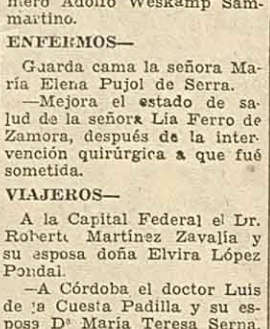 mero Adolfo Weskamp Sam-
martino.
ENFERMOS—
Guarda cama la señora Ma-
ría Elena Pujol de Serra.
—Mejora el estado de sa-
lud de la señora Lía Ferro de
Zamora, después de la inter-
vención quirúrgica a que fué
sometida.
VIAJEROS—
A la Capital Federal el Dr.
Roberto Martínez Zavalía y
su esposa doña Elvira López
Pondal.
—A Córdoba el doctor Luis
de la Cuesta Padilla y su es-
posa Dª María Teresa Serna